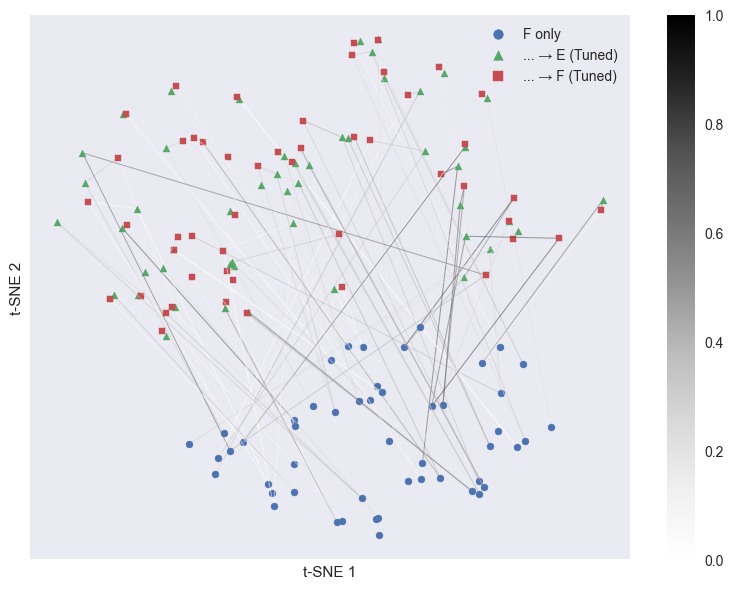 F only
... → E (Tuned)
... → F (Tuned)
t-SNE 2
t-SNE 1
1.0
0.8
0.6
0.4
0.2
0.0